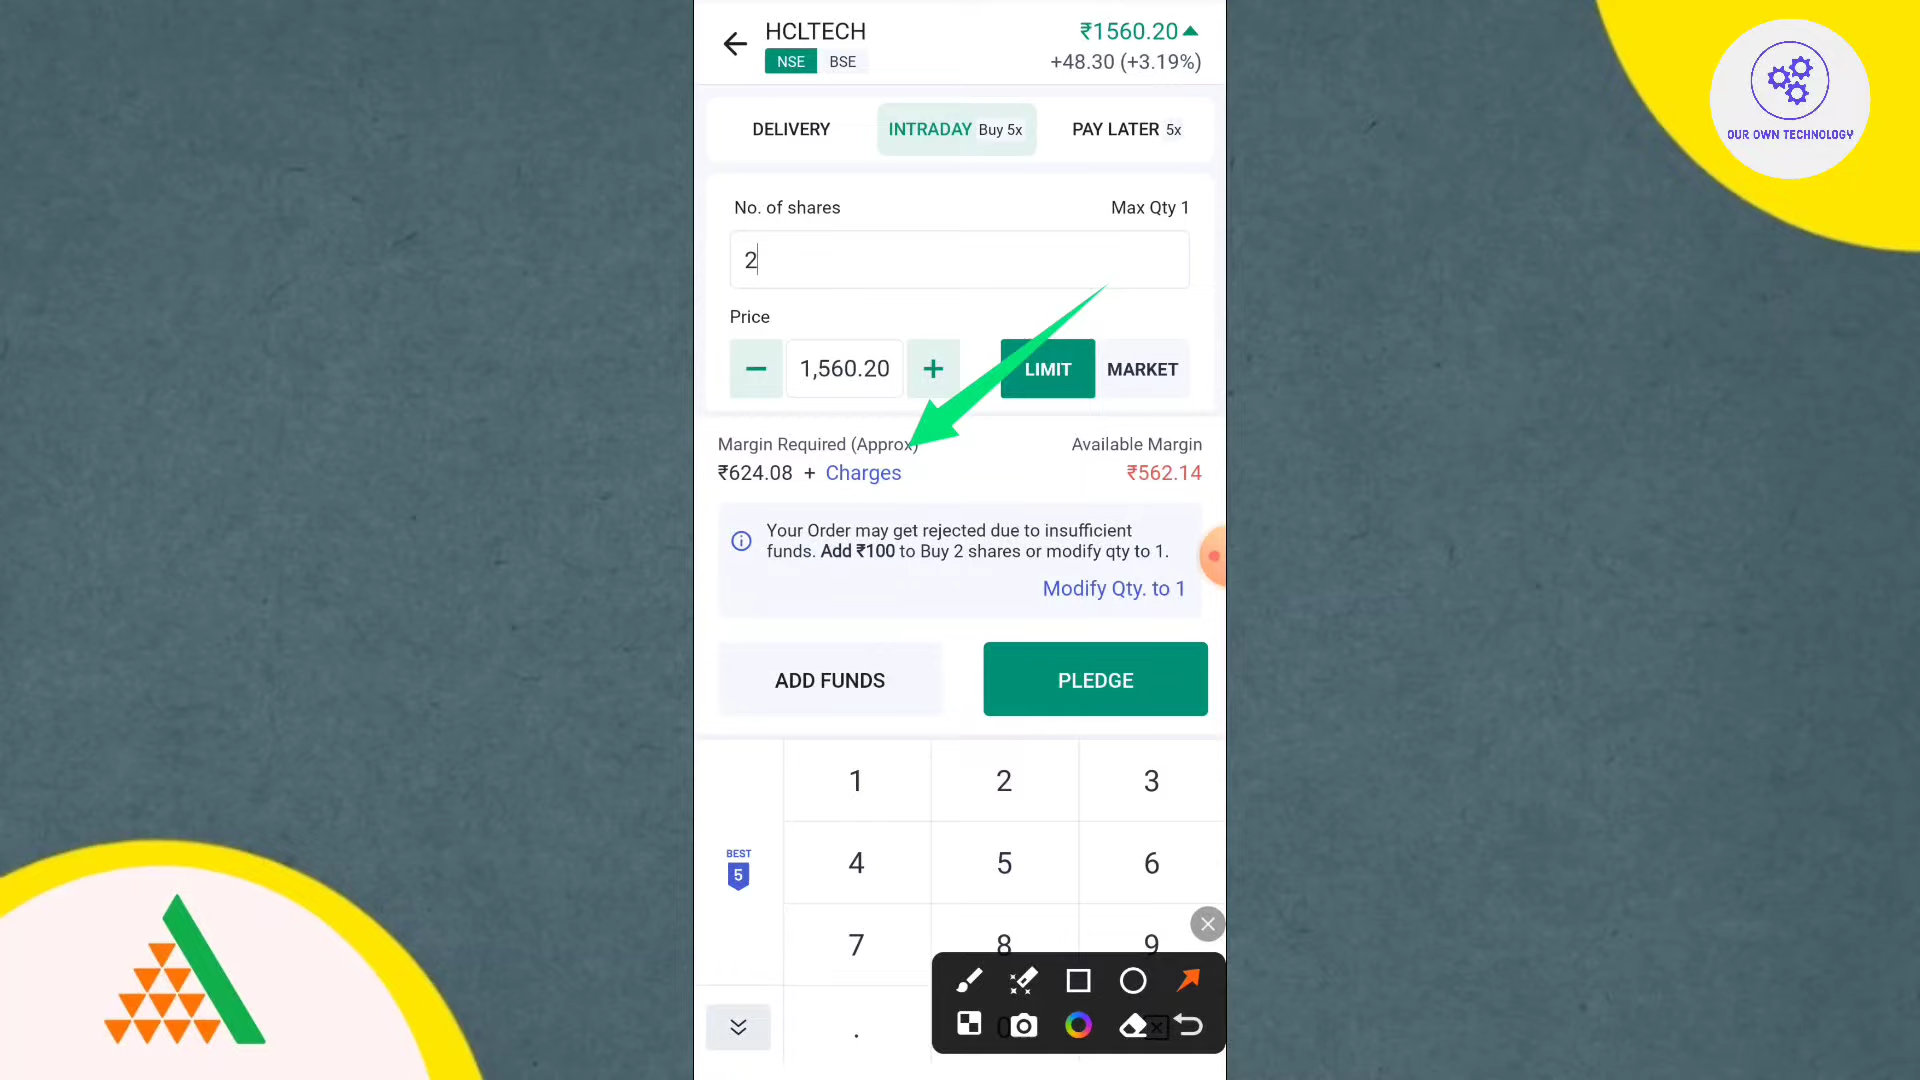 HCLTECH
₹1560.20
NSE BSE
+48.30 (+3.19%)
OUR OWN TECHNOLOGY
DELIVERY INTRADAY Buy 5x PAY LATER 5x
No. of shares Max Qty 1
2
Price
1,560.20 LIMIT MARKET
Margin Required (Approx) Available Margin
₹624.08 + Charges ₹562.14
Your Order may get rejected due to insufficient
funds. Add ₹100 to Buy 2 shares or modify qty to 1.
Modify Qty. to 1
ADD FUNDS PLEDGE
1 2 3
BEST
5
4 5 6
7 8 9
. 0